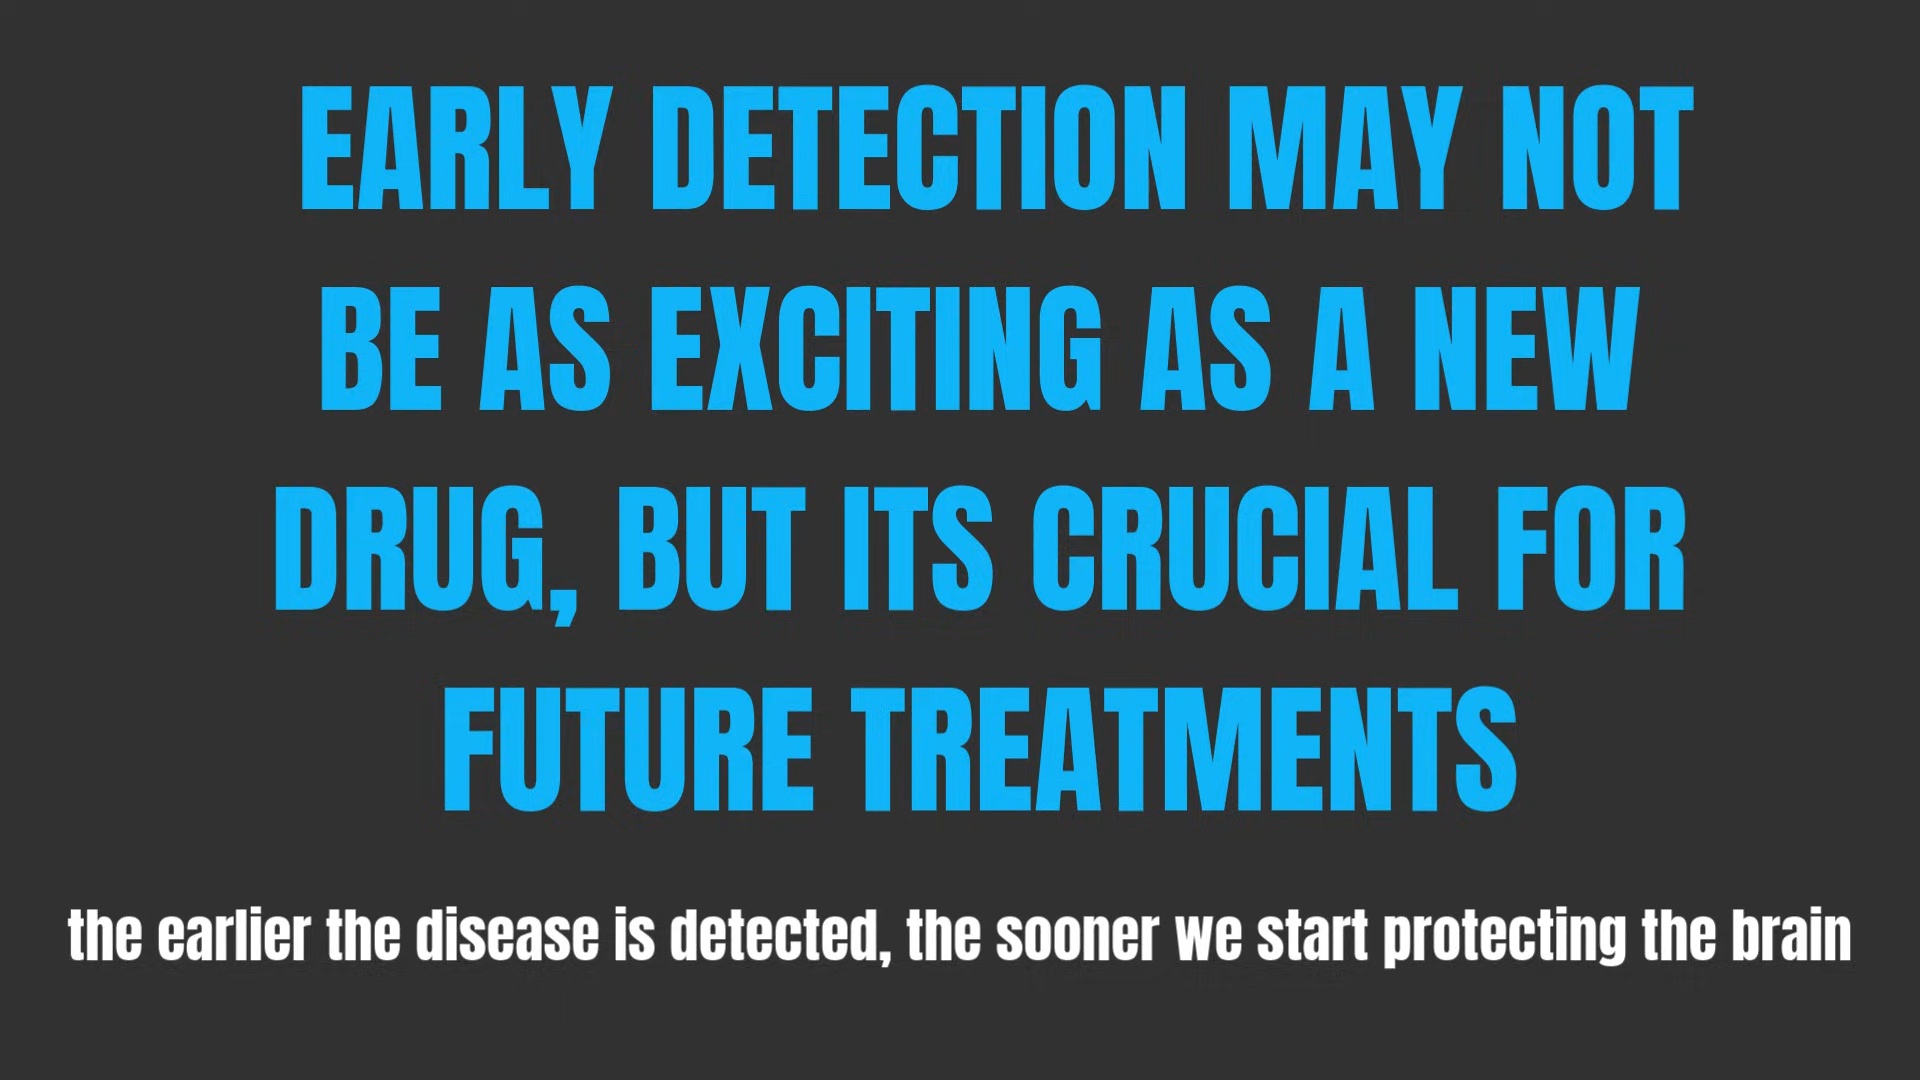 EARLY DETECTION MAY NOT
BE AS EXCITING AS A NEW
DRUG, BUT ITS CRUCIAL FOR
FUTURE TREATMENTS
the earlier the disease is detected, the sooner we start protecting the brain